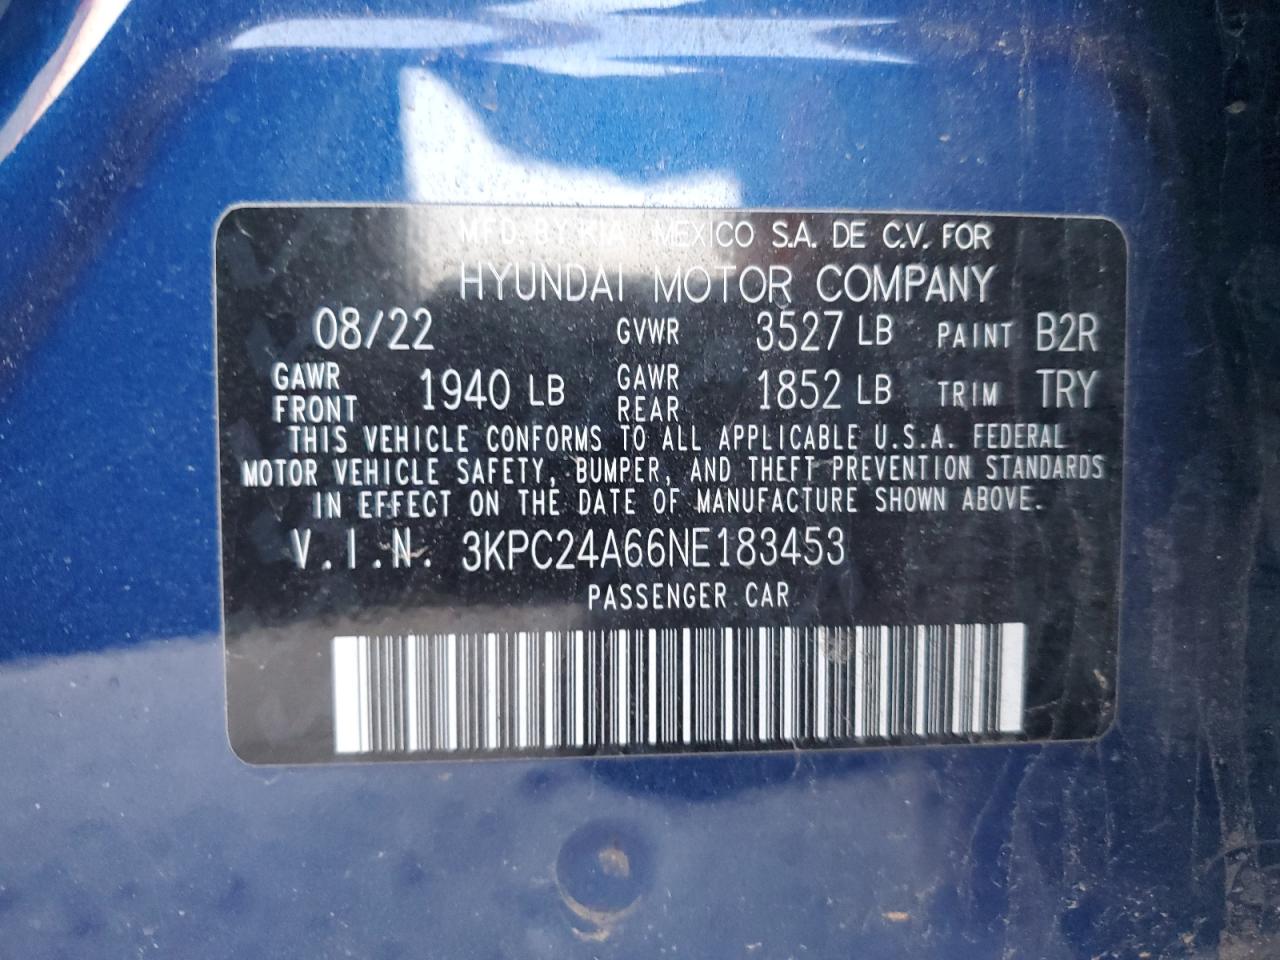 MFD. BY KIA MEXICO S.A. DE C.V. FOR
HYUNDAI MOTOR COMPANY
08/22 GVWR 3527 LB PAINT B2R
GAWR FRONT 1940 LB GAWR REAR 1852 LB TRIM TRY
THIS VEHICLE CONFORMS TO ALL APPLICABLE U.S.A. FEDERAL
MOTOR VEHICLE SAFETY, BUMPER, AND THEFT PREVENTION STANDARDS
IN EFFECT ON THE DATE OF MANUFACTURE SHOWN ABOVE.
V.I.N. 3KPC24A66NE183453
PASSENGER CAR